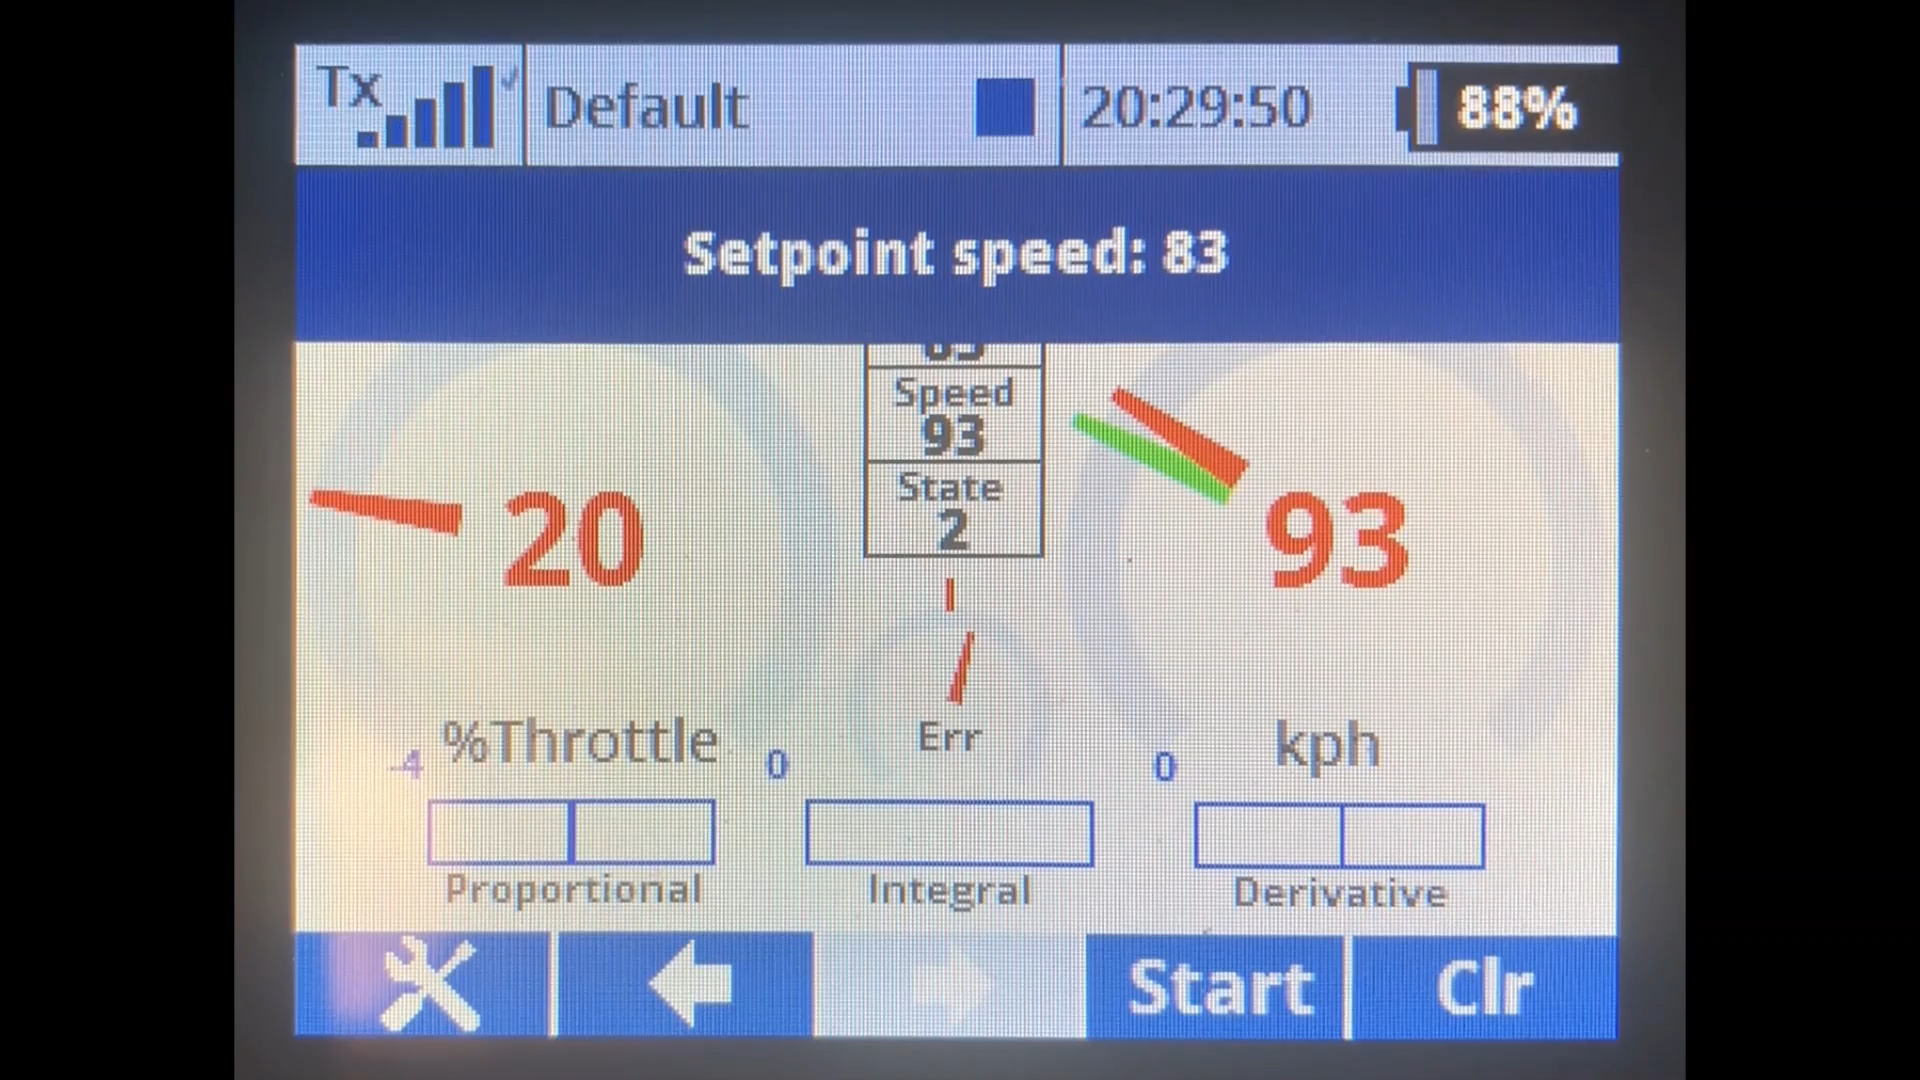 Tx Default 20:29:50 88%
Setpoint speed: 83
Speed
93
State
2
20
93
%Throttle
Err
kph
-4
0
0
Proportional
Integral
Derivative
Start
Clr